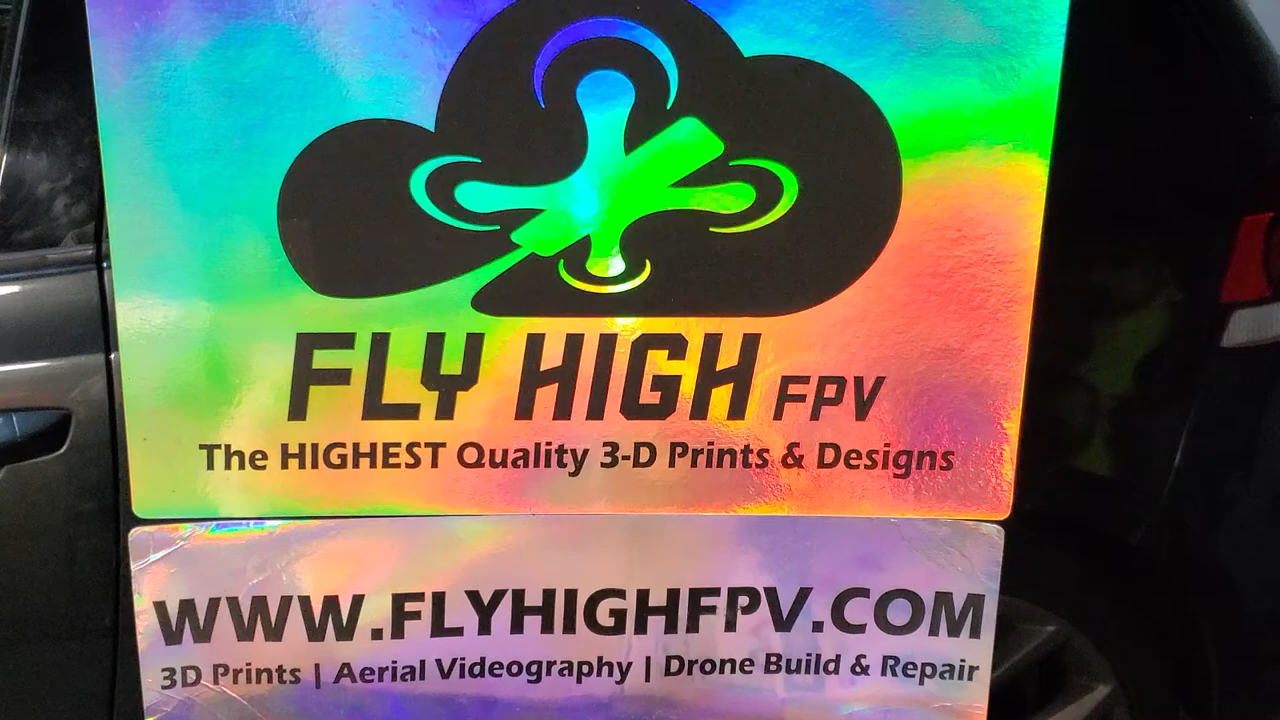 FLY HIGH FPV
The HIGHEST Quality 3-D Prints & Designs
WWW.FLYHIGHFPV.COM
3D Prints | Aerial Videography | Drone Build & Repair